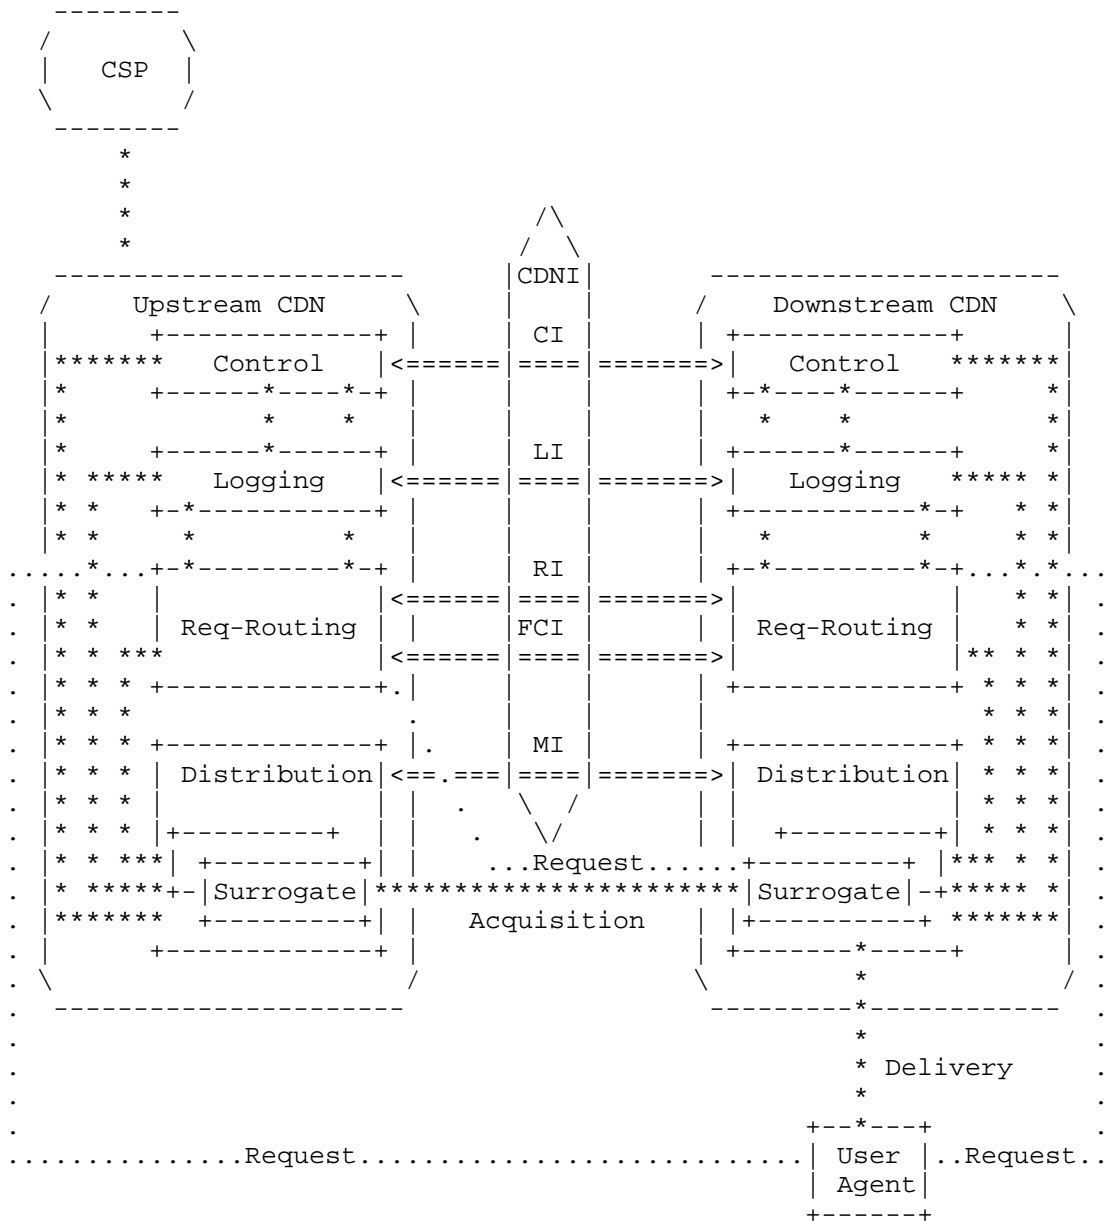 CSP
CDNI
Upstream CDN Downstream CDN
CI
Control Control
LI
Logging Logging
RI
Req-Routing FCI Req-Routing
MI
Distribution Distribution
Request
Surrogate Surrogate
Acquisition
Delivery
Request User Request
Agent